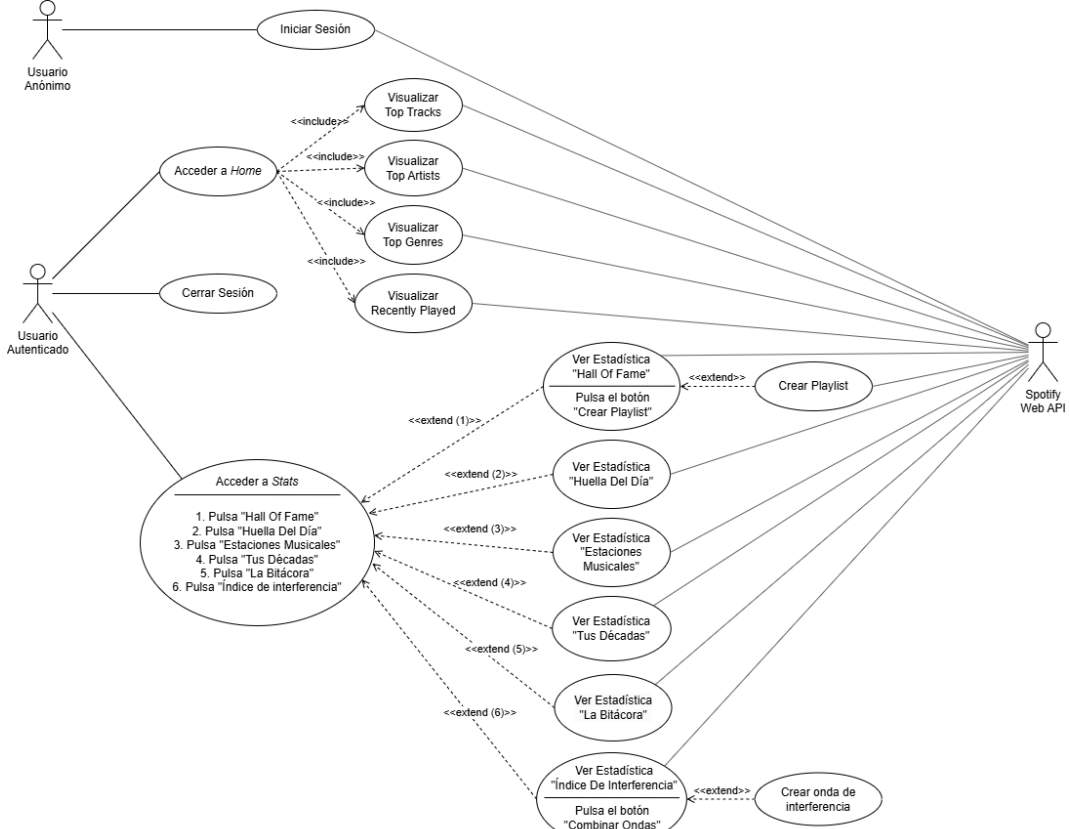 Iniciar Sesión
Usuario
Anónimo
Visualizar
Top Tracks
<<include>>
Visualizar
Top Artists
<<include>>
Acceder a Home
<<include>>
Visualizar
Top Genres
<<include>>
Visualizar
Recently Played
Cerrar Sesión
Usuario
Autenticado
Spotify
Web API
Ver Estadística
"Hall Of Fame"
Pulsa el botón
"Crear Playlist"
<<extend>>
Crear Playlist
<<extend (1)>>
Ver Estadística
"Huella Del Día"
<<extend (2)>>
Acceder a Stats
1. Pulsa "Hall Of Fame"
2. Pulsa "Huella Del Día"
3. Pulsa "Estaciones Musicales"
4. Pulsa "Tus Décadas"
5. Pulsa "La Bitácora"
6. Pulsa "Índice de interferencia"
<<extend (3)>>
Ver Estadística
"Estaciones
Musicales"
<<extend (4)>>
Ver Estadística
"Tus Décadas"
<<extend (5)>>
Ver Estadística
"La Bitácora"
<<extend (6)>>
Ver Estadística
"Índice De Interferencia"
Pulsa el botón
"Combinar Ondas"
<<extend>>
Crear onda de
interferencia